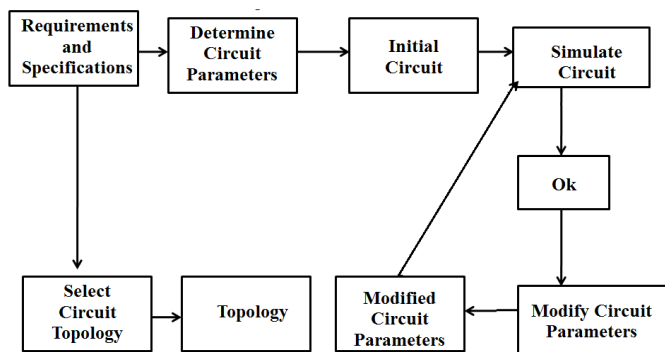 Requirements
and
Specifications
Determine
Circuit
Parameters
Initial
Circuit
Simulate
Circuit
Ok
Select
Circuit
Topology
Topology
Modified
Circuit
Parameters
Modify Circuit
Parameters